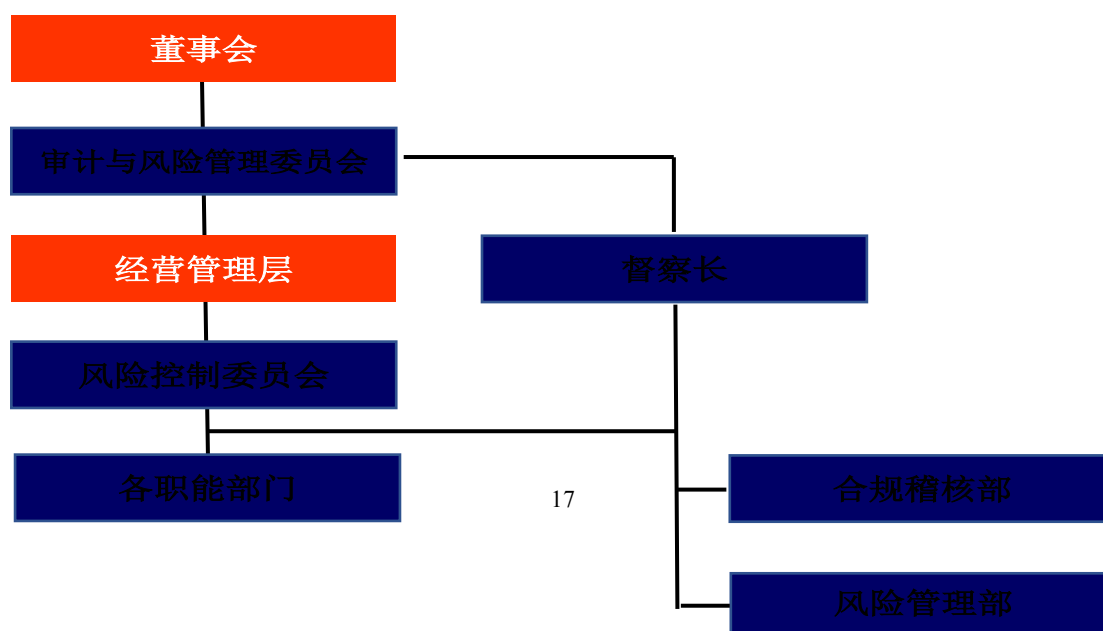 董事会
审计与风险管理委员会
经营管理层
督察长
风险控制委员会
各职能部门
17
合规稽核部
风险管理部